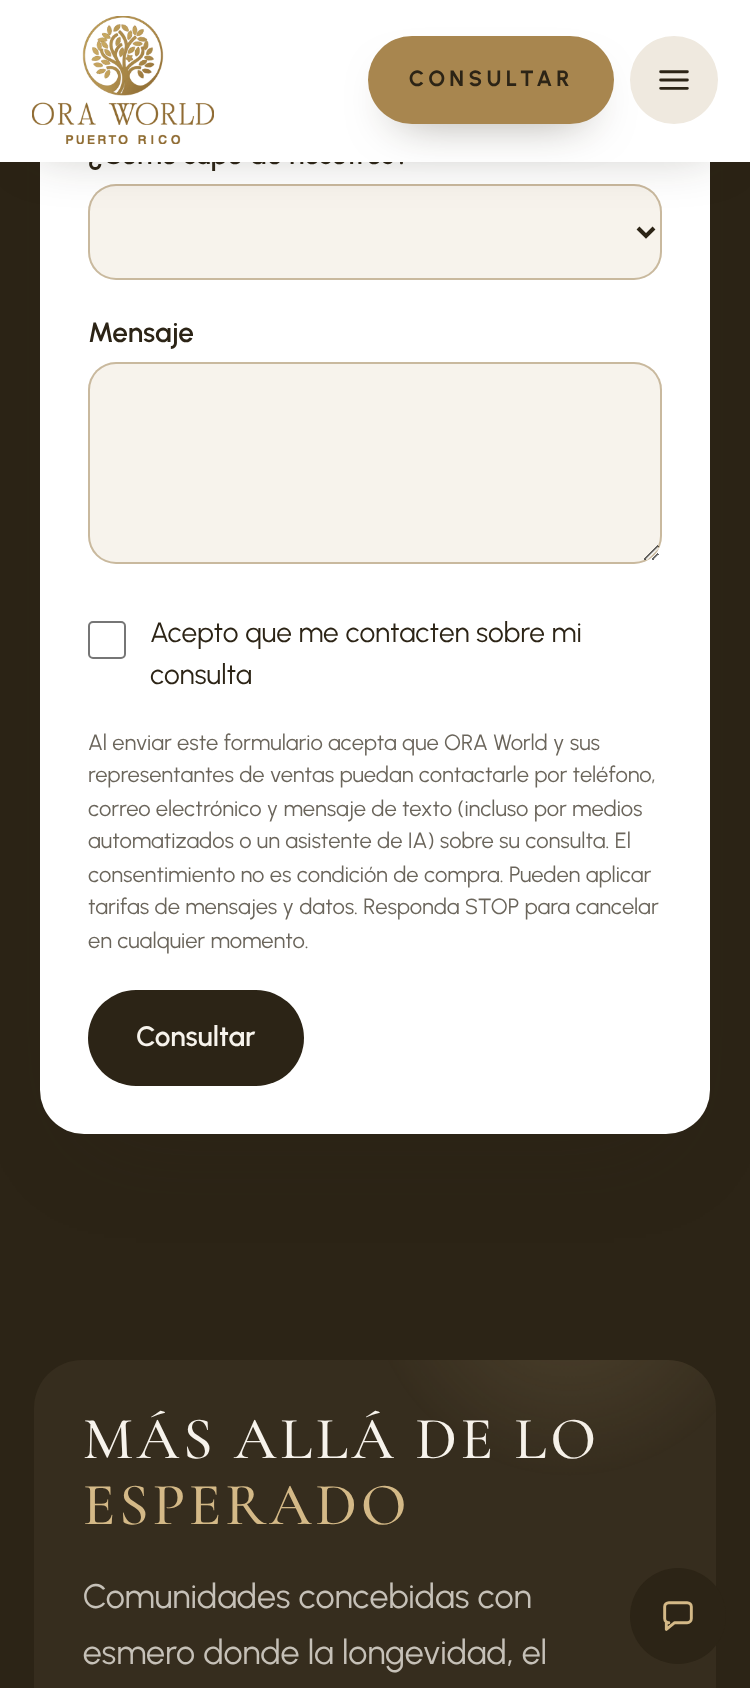 ORA WORLD
PUERTO RICO
CONSULTAR
Mensaje
Acepto que me contacten sobre mi
consulta
Al enviar este formulario acepta que ORA World y sus
representantes de ventas puedan contactarle por teléfono,
correo electrónico y mensaje de texto (incluso por medios
automatizados o un asistente de IA) sobre su consulta. El
consentimiento no es condición de compra. Pueden aplicar
tarifas de mensajes y datos. Responda STOP para cancelar
en cualquier momento.
Consultar
MÁS ALLÁ DE LO
ESPERADO
Comunidades concebidas con
esmero donde la longevidad, el